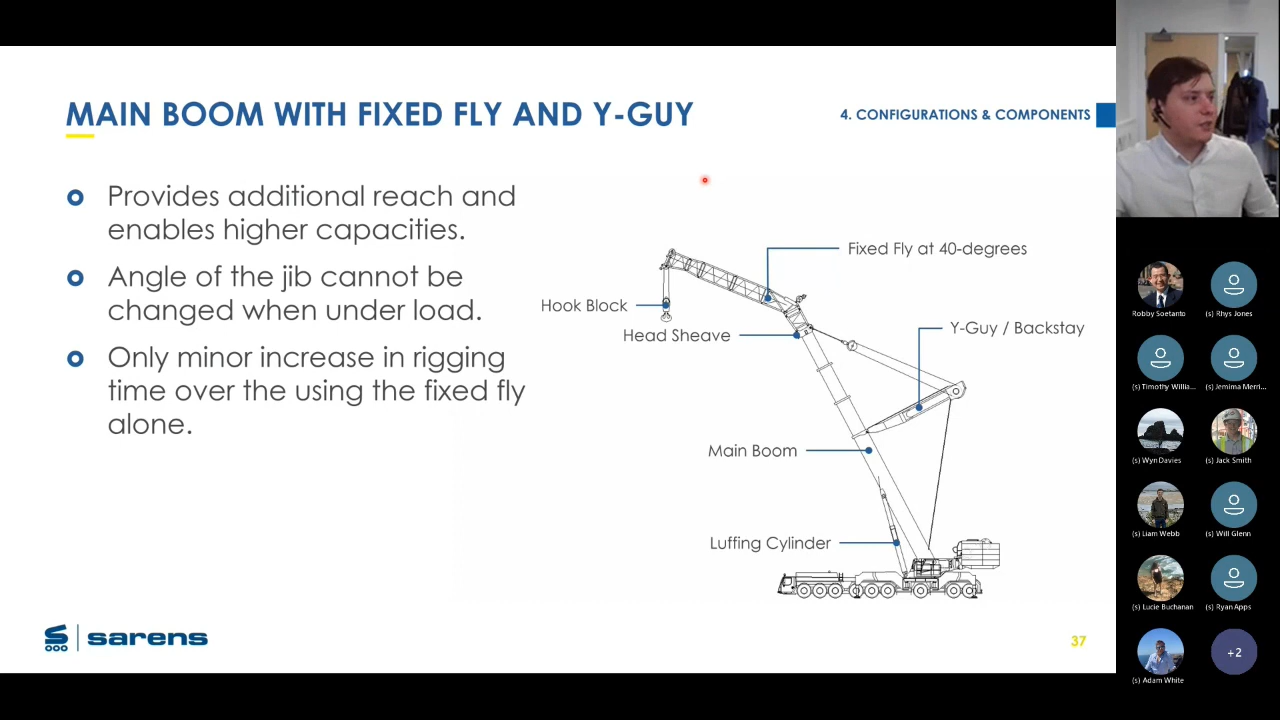 MAIN BOOM WITH FIXED FLY AND Y-GUY
4. CONFIGURATIONS & COMPONENTS
Provides additional reach and
enables higher capacities.
Angle of the jib cannot be
changed when under load.
Only minor increase in rigging
time over the using the fixed fly
alone.
Fixed Fly at 40-degrees
Hook Block
Head Sheave
Y-Guy / Backstay
Main Boom
Luffing Cylinder
sarens
37
Robby Soetanto
(s) Rhys Jones
(s) Timothy Willia...
(s) Jemima Merri...
(s) Wyn Davies
(s) Jack Smith
(s) Liam Webb
(s) Will Glenn
(s) Lucie Buchanan
(s) Ryan Apps
(s) Adam White
+2